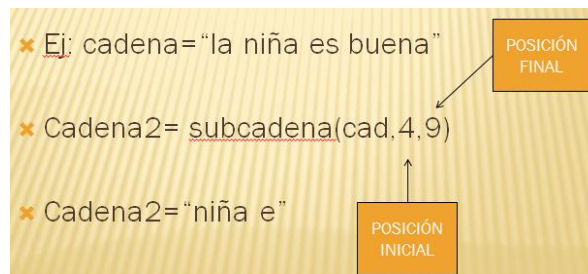 Ej: cadena=“la niña es buena”
POSICIÓN
FINAL
Cadena2= subcadena(cad,4,9)
Cadena2=“niña e”
POSICIÓN
INICIAL